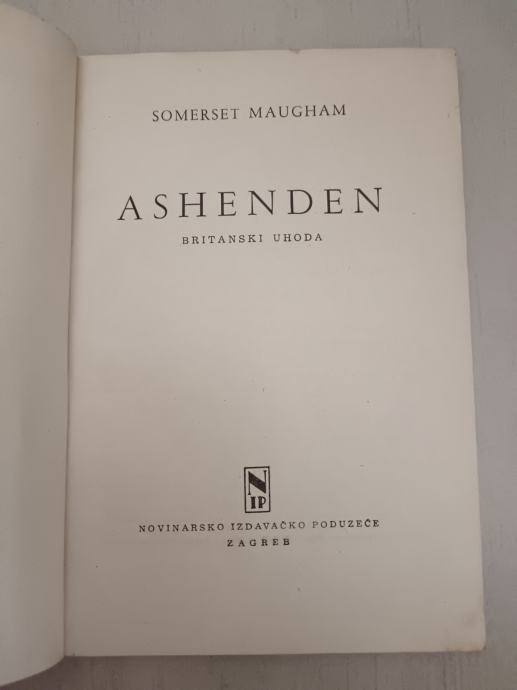 SOMERSET MAUGHAM
ASHENDEN
BRITANSKI UHODA
N
IP
NOVINARSKO IZDAVAČKO PODUZEĆE
ZAGREB